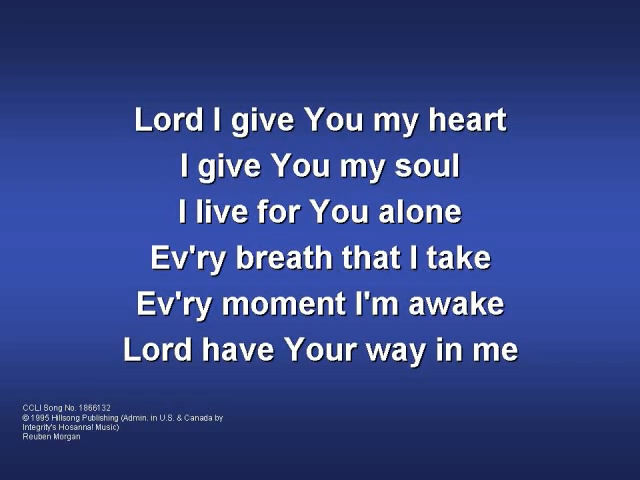 Lord I give You my heart
I give You my soul
I live for You alone
Ev'ry breath that I take
Ev'ry moment I'm awake
Lord have Your way in me
CCLI Song No. 1866132
© 1995 Hillsong Publishing (Admin. in U.S. & Canada by
Integrity's Hosanna! Music)
Reuben Morgan